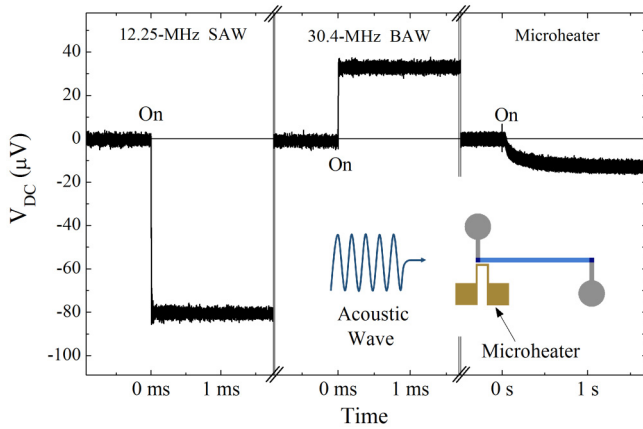 12.25-MHz SAW
30.4-MHz BAW
Microheater
40
20
0
-20
-40
-60
-80
-100
V_DC (μV)
On
On
On
Acoustic
Wave
Microheater
0 ms
1 ms
0 ms
1 ms
0 s
1 s
Time